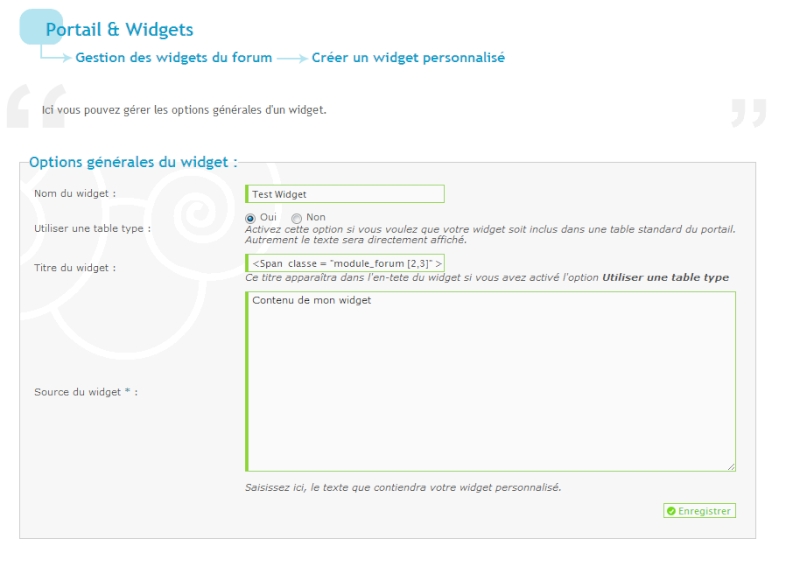 Portail & Widgets
Gestion des widgets du forum Créer un widget personnalisé
Ici vous pouvez gérer les options générales d'un widget.
Options générales du widget :
Nom du widget :
Test Widget
Utiliser une table type :
Oui Non
Activez cette option si vous voulez que votre widget soit inclus dans une table standard du portail.
Autrement le texte sera directement affiché.
Titre du widget :
<Span classe = "module_forum [2,3]" >
Ce titre apparaîtra dans l'en-tete du widget si vous avez activé l'option Utiliser une table type
Source du widget * :
Contenu de mon widget
Saisissez ici, le texte que contiendra votre widget personnalisé.
Enregistrer